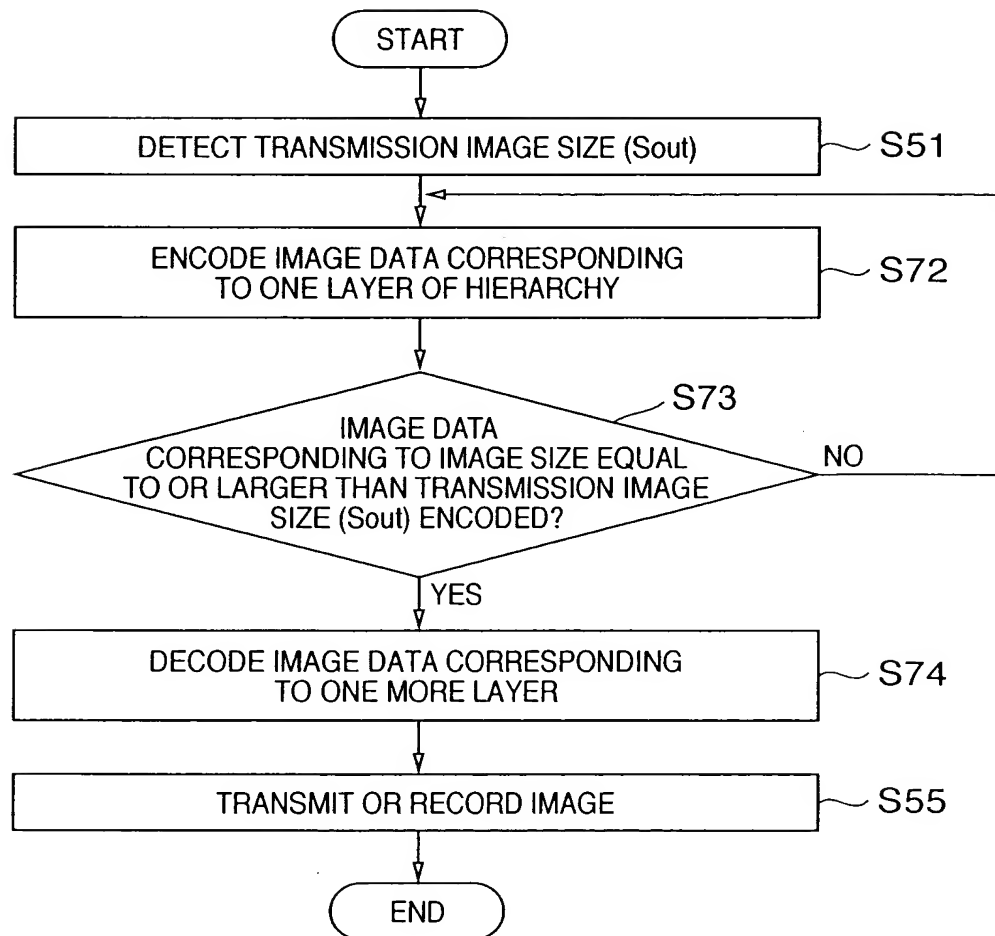 START
DETECT TRANSMISSION IMAGE SIZE (Sout)
S51
ENCODE IMAGE DATA CORRESPONDING
TO ONE LAYER OF HIERARCHY
S72
S73
IMAGE DATA
CORRESPONDING TO IMAGE SIZE EQUAL
TO OR LARGER THAN TRANSMISSION IMAGE
SIZE (Sout) ENCODED?
NO
YES
DECODE IMAGE DATA CORRESPONDING
TO ONE MORE LAYER
S74
TRANSMIT OR RECORD IMAGE
S55
END